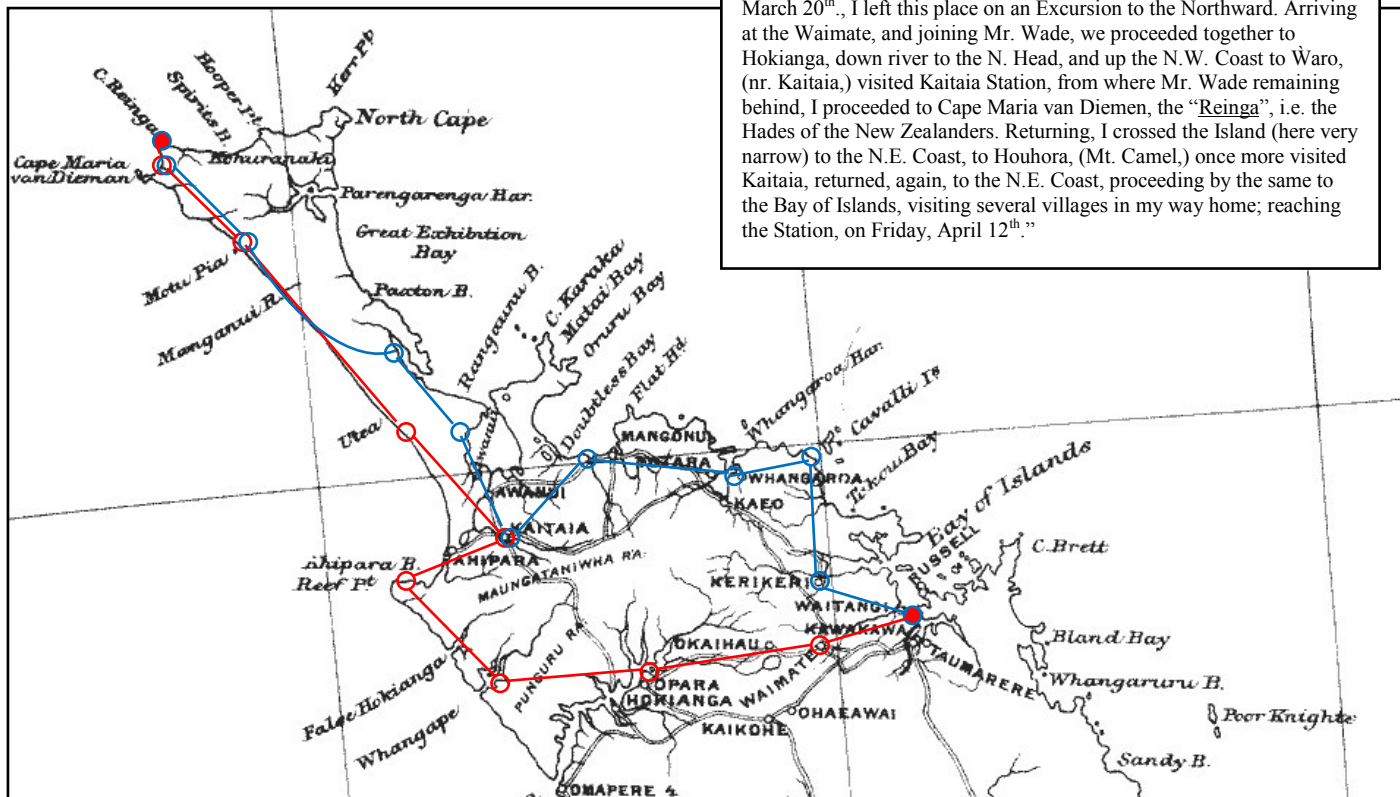 March 20th., I left this place on an Excursion to the Northward. Arriving
at the Waimate, and joining Mr. Wade, we proceeded together to
Hokianga, down river to the N. Head, and up the N.W. Coast to Waro,
(nr. Kaitaia,) visited Kaitaia Station, from where Mr. Wade remaining
behind, I proceeded to Cape Maria van Diemen, the “Reinga”, i.e. the
Hades of the New Zealanders. Returning, I crossed the Island (here very
narrow) to the N.E. Coast, to Houhora, (Mt. Camel,) once more visited
Kaitaia, returned, again, to the N.E. Coast, proceeding by the same to
the Bay of Islands, visiting several villages in my way home; reaching
the Station, on Friday, April 12th.”
C. Reinga
Spirits B.
Hooper Pt
Kerr Pt
North Cape
Cape Maria
van Dieman
Kohuranaki
Parengarenga Har.
Great Exhibition
Bay
Motu Pia
Paxton B.
Manganui R.
Rangaunu B.
C. Karaka
Matai Bay
Oruru Bay
Doubtless Bay
Flat Hd.
Whangaroa Har.
Cavalli Is
Utea
MANGONUI
WHANGAROA
Bay of Islands
AWANUI
KAEO
KAITAIA
RUSSELL
C. Brett
Ahipara B.
AHIPARA
Reef Pt
MAUNGATANIWHA RA.
KERIKERI
WAITANGI
KAWAKAWA
OKAIHAU
Bland Bay
TAUMARERE
WAIMATE
False Hokianga
PUNGURU RA.
OPARA
HOKIANGA
Whangaruru B.
OHAEAWAI
Poor Knights
Whangape
KAIKOHE
Sandy B.
OMAPERE